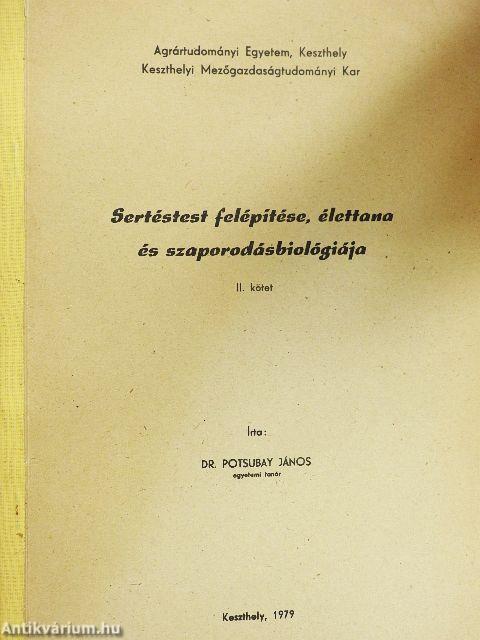 Agrártudományi Egyetem, Keszthely
Keszthelyi Mezőgazdaságtudományi Kar
Sertéstest felépítése, élettana
és szaporodásbiológiája
II. kötet
Írta:
DR. POTSUBAY JÁNOS
egyetemi tanár
Keszthely, 1979
Antikvárium.hu